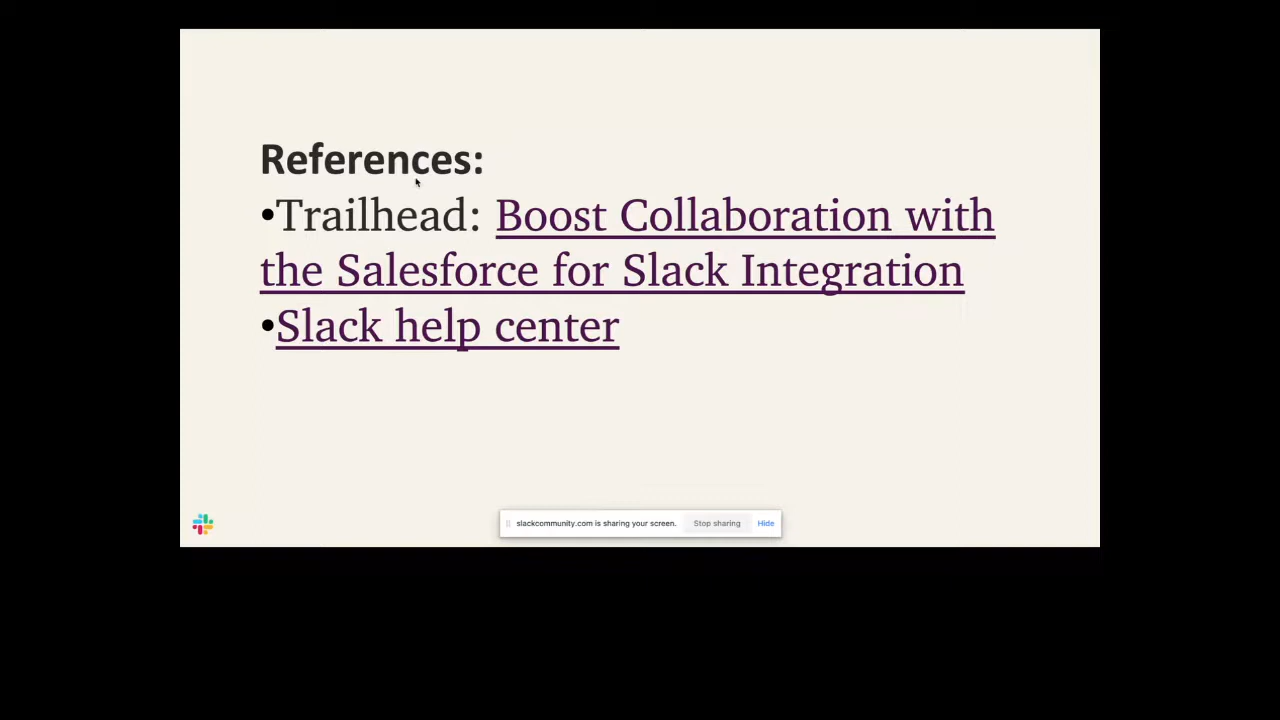 References:
•Trailhead: Boost Collaboration with
the Salesforce for Slack Integration
•Slack help center
slackcommunity.com is sharing your screen. Stop sharing Hide